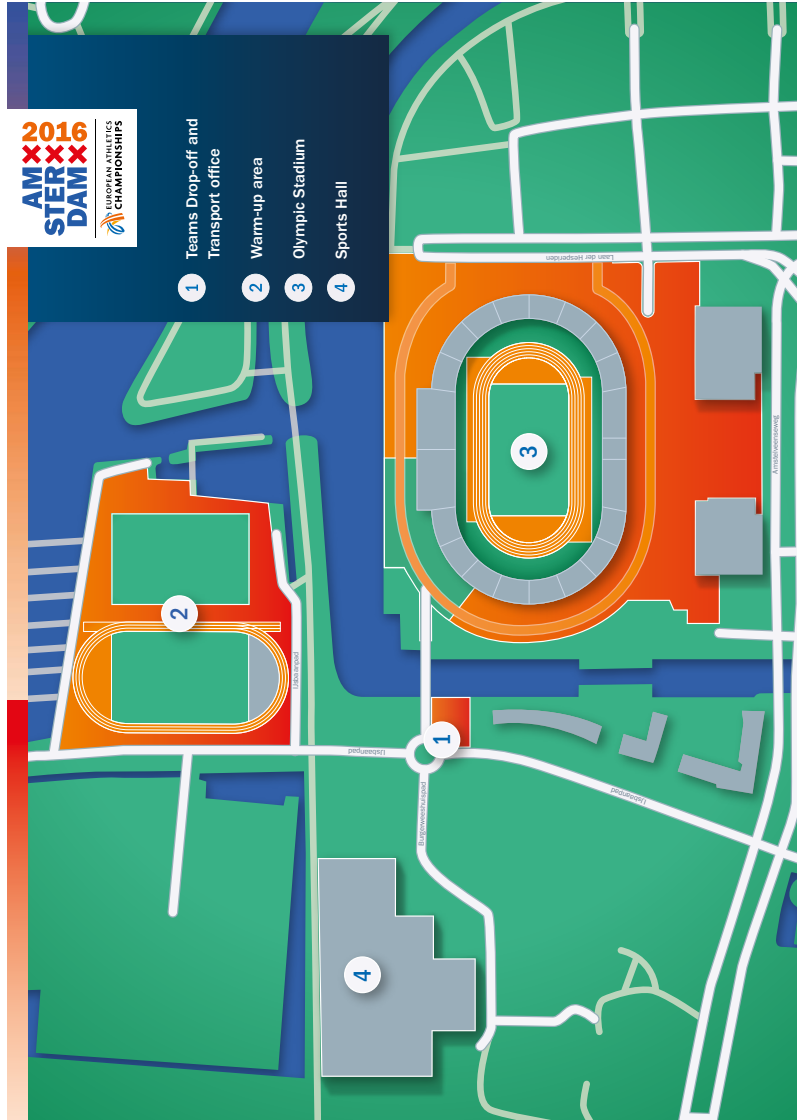 AM 2016
STER
DAM
EUROPEAN ATHLETICS
CHAMPIONSHIPS
1 Teams Drop-off and
Transport office
2 Warm-up area
3 Olympic Stadium
4 Sports Hall
Laan der Hesperiden
Amstelveenseweg
3
2
IJsbaanpad
IJsbaanpad
1
IJsbaanpad
Burgerweeshuispad
4